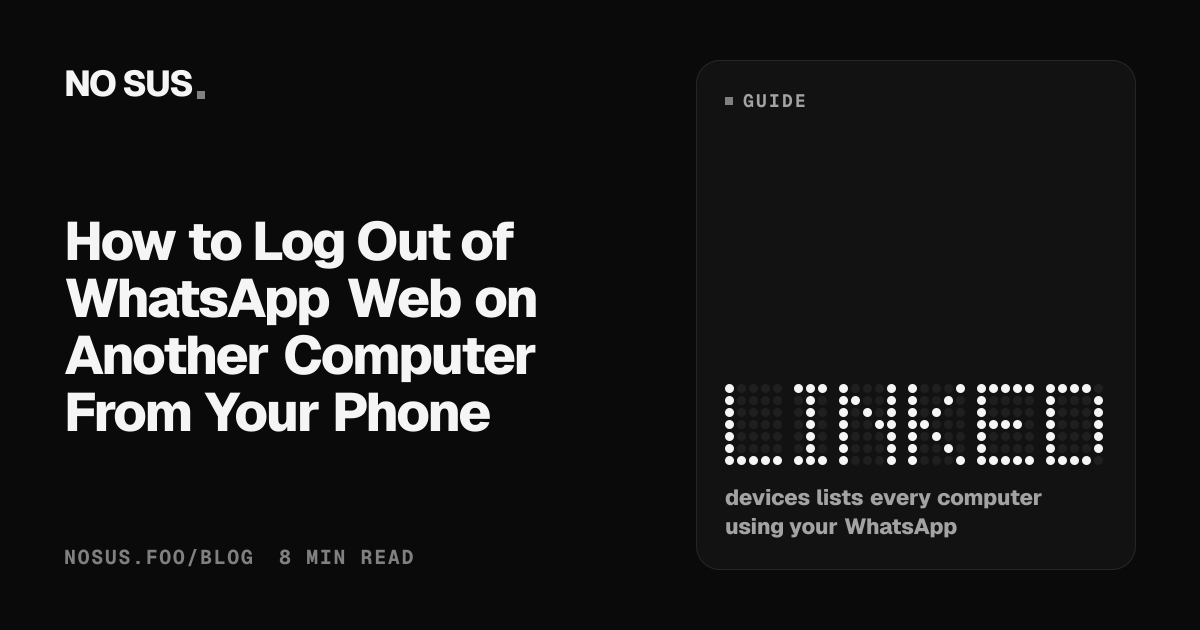 NO SUS.
How to Log Out of
WhatsApp Web on
Another Computer
From Your Phone
NOSUS.FOO/BLOG 8 MIN READ
GUIDE
LINKED
devices lists every computer
using your WhatsApp